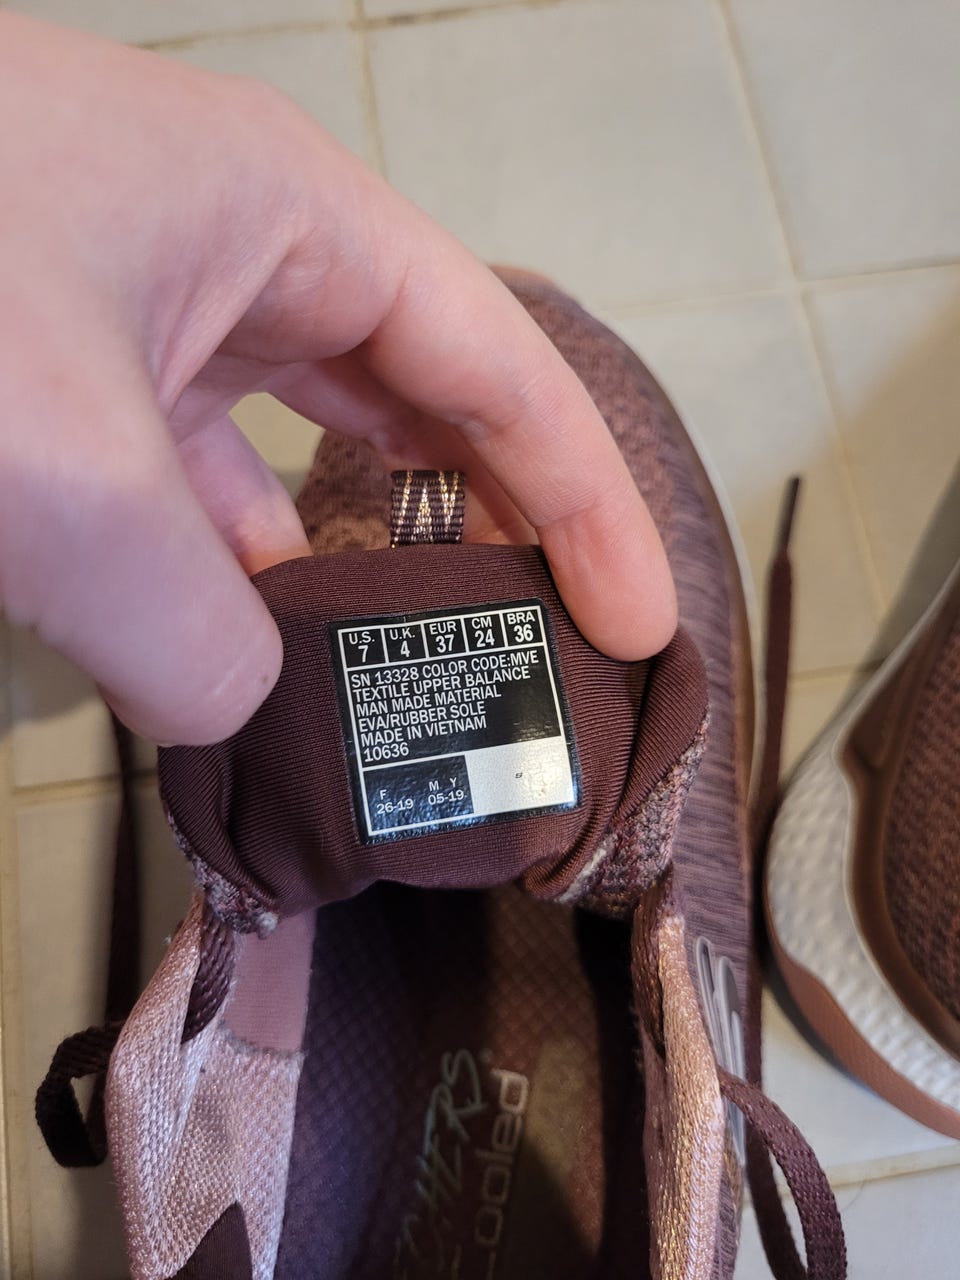 U.S. U.K. EUR CM BRA
7 4 37 24 36
SN 13328 COLOR CODE:MVE
TEXTILE UPPER BALANCE
MAN MADE MATERIAL
EVA/RUBBER SOLE
MADE IN VIETNAM
10636
F M Y
26-19 05-19
S